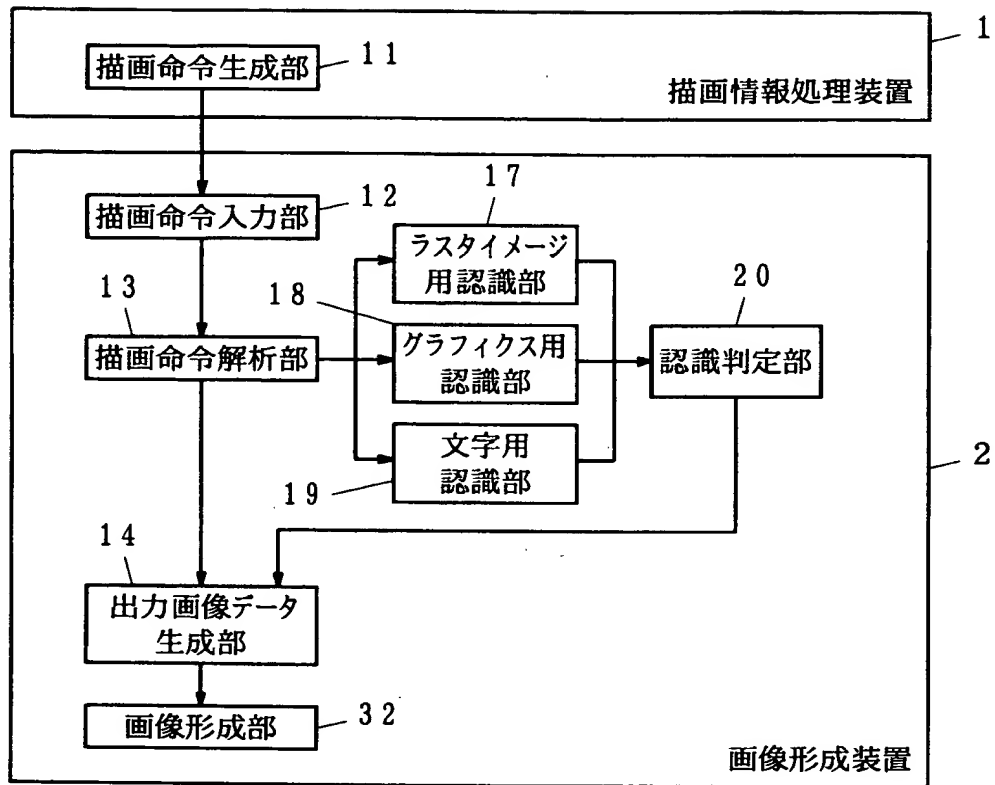 1
描画命令生成部
11
描画情報処理装置
描画命令入力部
12
17
ラスタイメージ
用認識部
13
描画命令解析部
18
グラフィクス用
認識部
20
認識判定部
文字用
認識部
19
2
14
出力画像データ
生成部
画像形成部
32
画像形成装置